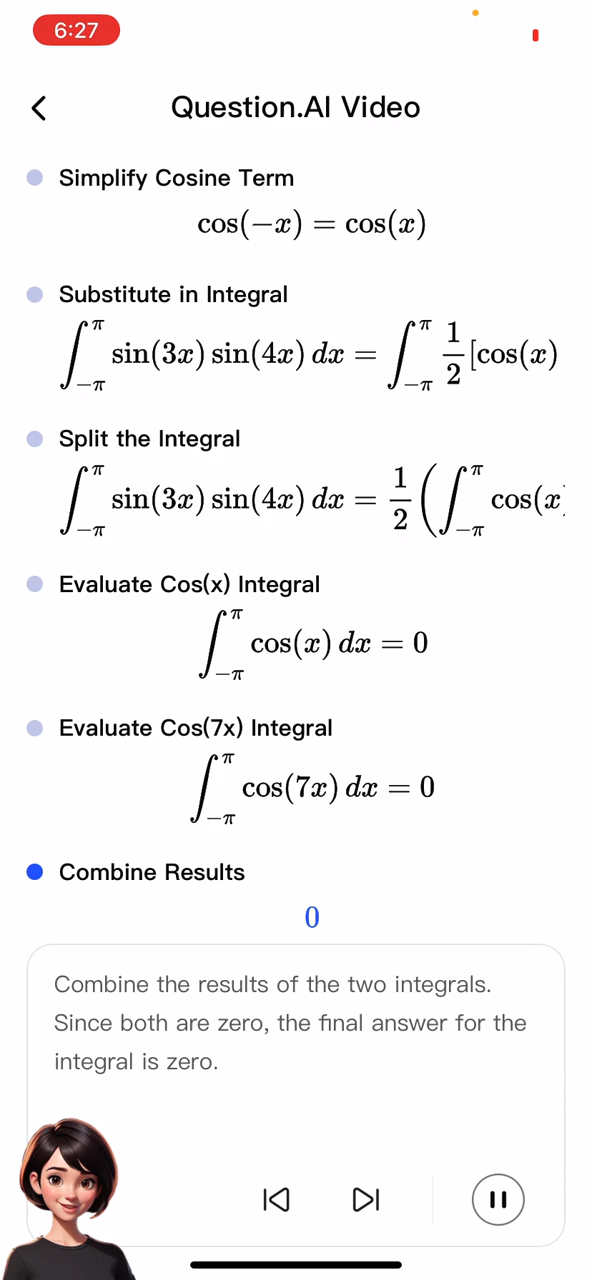 6:27
Question.AI Video
Simplify Cosine Term
cos(−x) = cos(x)
Substitute in Integral
∫_{−π}^{π} sin(3x) sin(4x) dx = ∫_{−π}^{π} 1/2 [cos(x)
Split the Integral
∫_{−π}^{π} sin(3x) sin(4x) dx = 1/2 (∫_{−π}^{π} cos(x)
Evaluate Cos(x) Integral
∫_{−π}^{π} cos(x) dx = 0
Evaluate Cos(7x) Integral
∫_{−π}^{π} cos(7x) dx = 0
Combine Results
0
Combine the results of the two integrals.
Since both are zero, the final answer for the
integral is zero.